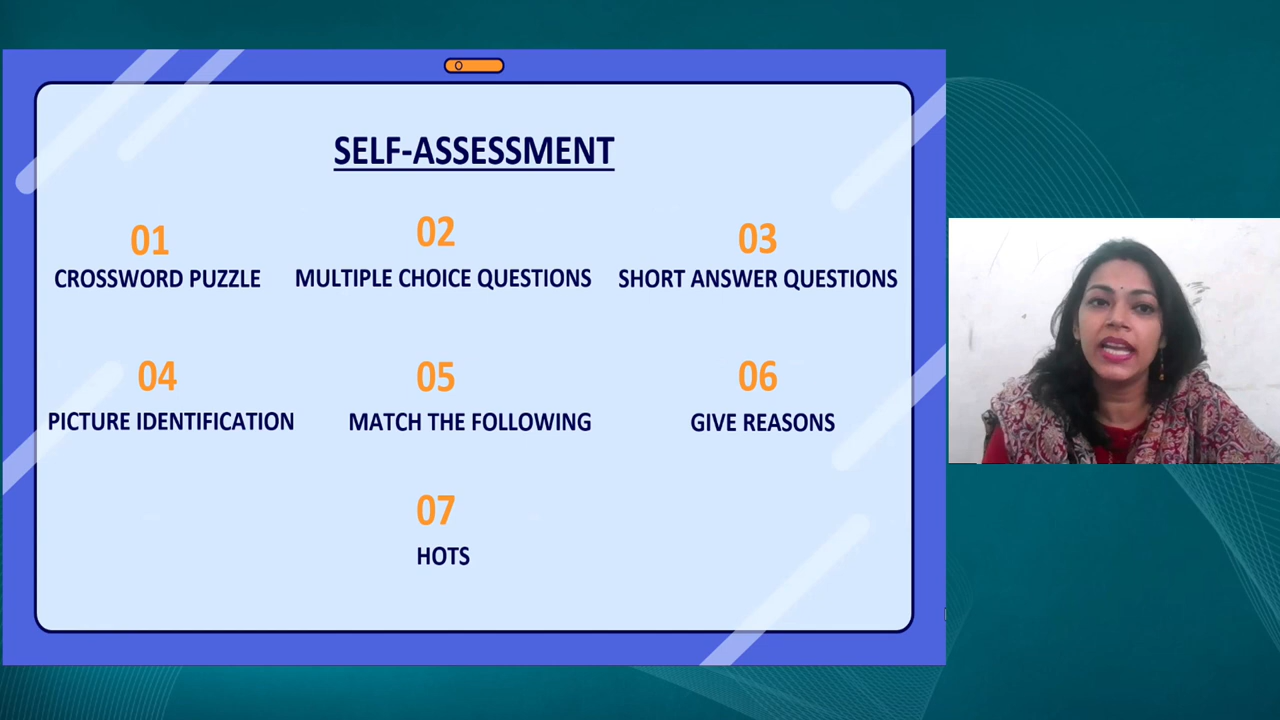 SELF-ASSESSMENT
01
CROSSWORD PUZZLE
02
MULTIPLE CHOICE QUESTIONS
03
SHORT ANSWER QUESTIONS
04
PICTURE IDENTIFICATION
05
MATCH THE FOLLOWING
06
GIVE REASONS
07
HOTS